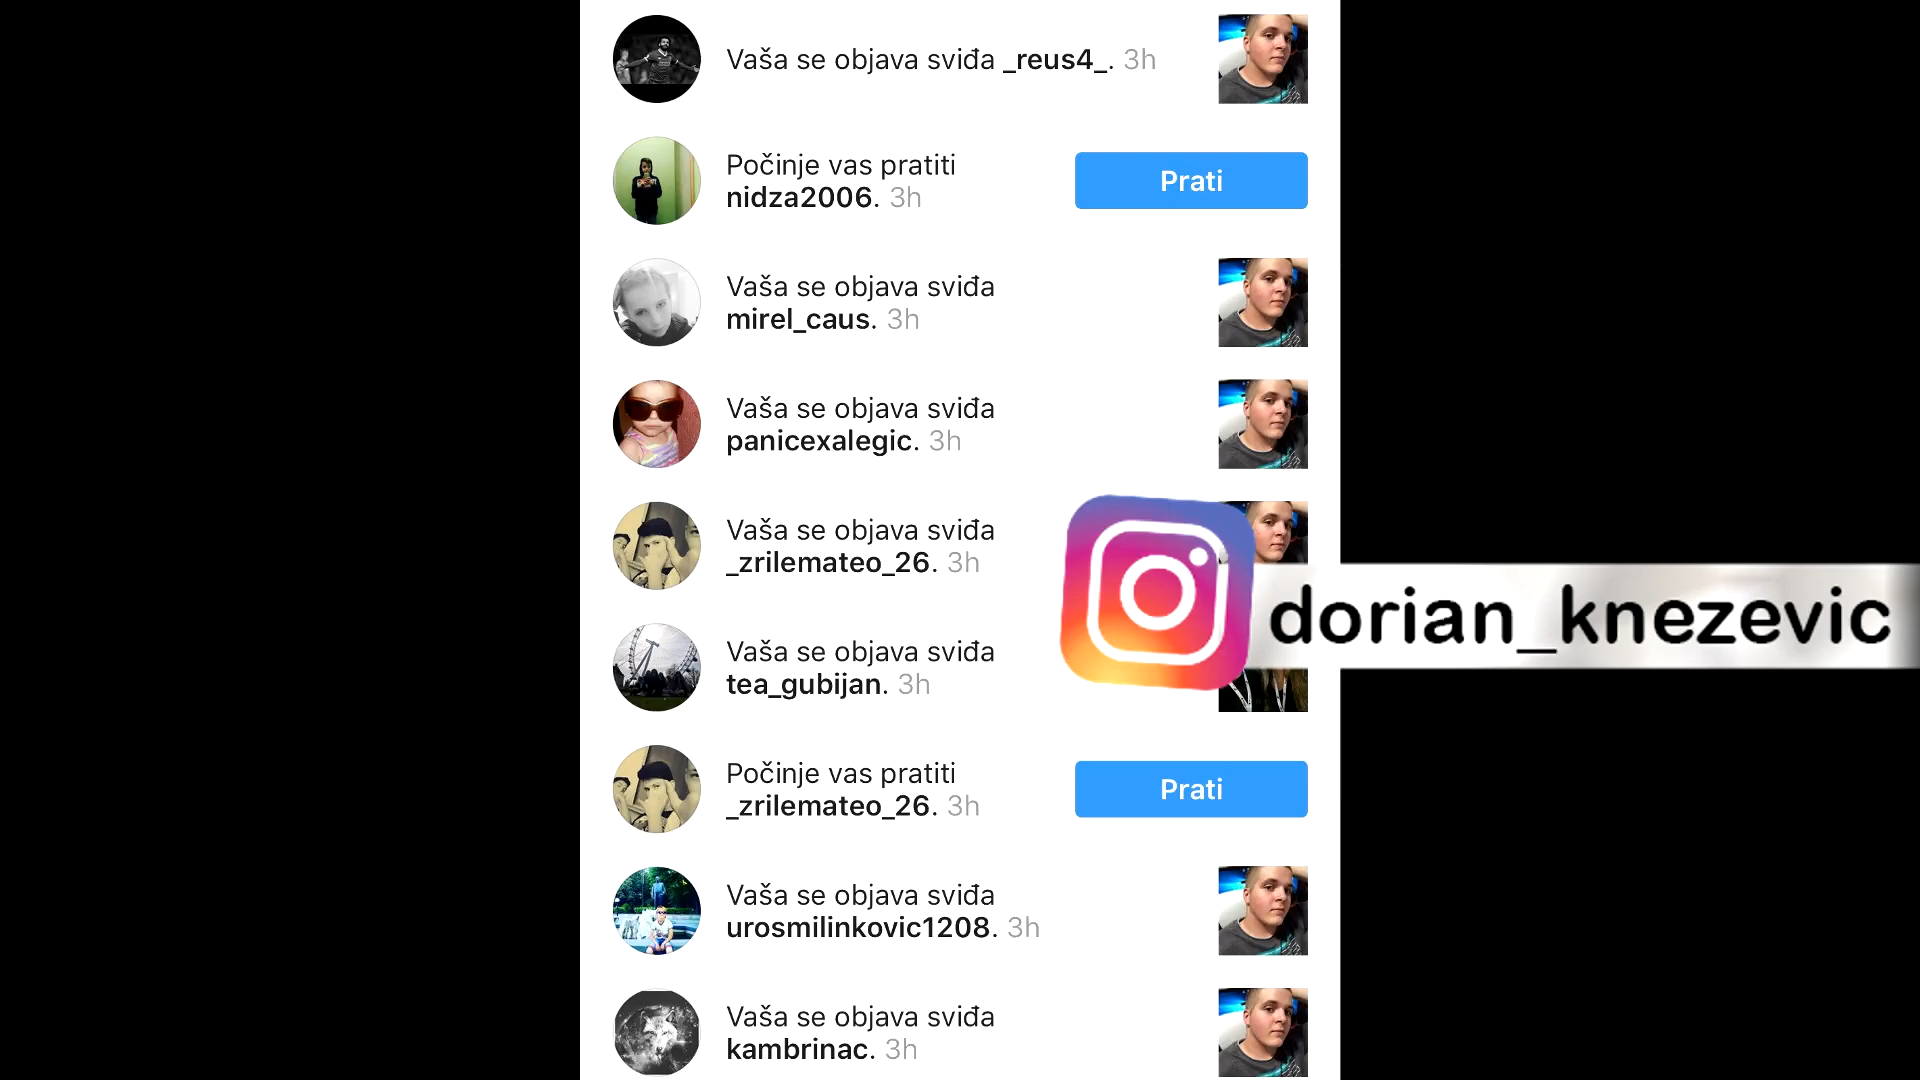 Vaša se objava sviđa _reus4_. 3h
Počinje vas pratiti
nidza2006. 3h
Prati
Vaša se objava sviđa
mirel_caus. 3h
Vaša se objava sviđa
panicexalegic. 3h
Vaša se objava sviđa
_zrilemateo_26. 3h
dorian_knezevic
Vaša se objava sviđa
tea_gubijan. 3h
Počinje vas pratiti
_zrilemateo_26. 3h
Prati
Vaša se objava sviđa
urosmilinkovic1208. 3h
Vaša se objava sviđa
kambrinac. 3h